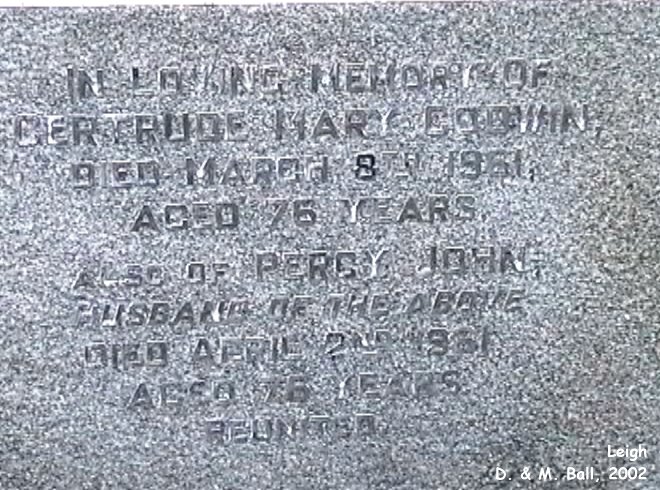 IN LOVING MEMORY OF
GERTRUDE MARY GODWIN,
DIED MARCH 8TH 1961,
AGED 76 YEARS.
ALSO OF PERCY JOHN,
HUSBAND OF THE ABOVE
DIED APRIL 2ND 1961
AGED 76 YEARS
REUNITED.
Leigh
D. & M. Ball, 2002